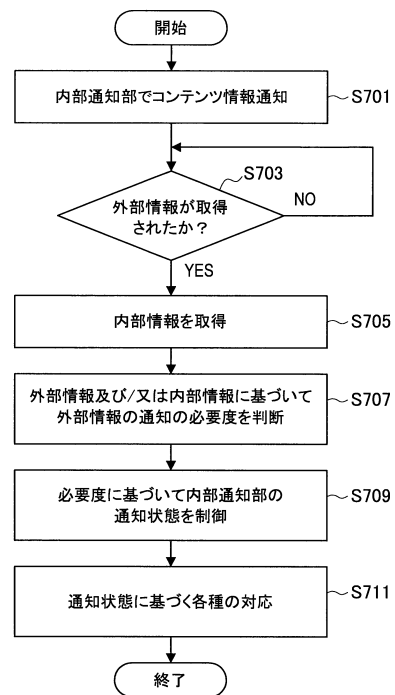 開始
内部通知部でコンテンツ情報通知
S701
S703
外部情報が取得
されたか？
NO
YES
内部情報を取得
S705
外部情報及び/又は内部情報に基づいて
外部情報の通知の必要度を判断
S707
必要度に基づいて内部通知部の
通知状態を制御
S709
通知状態に基づく各種の対応
S711
終了